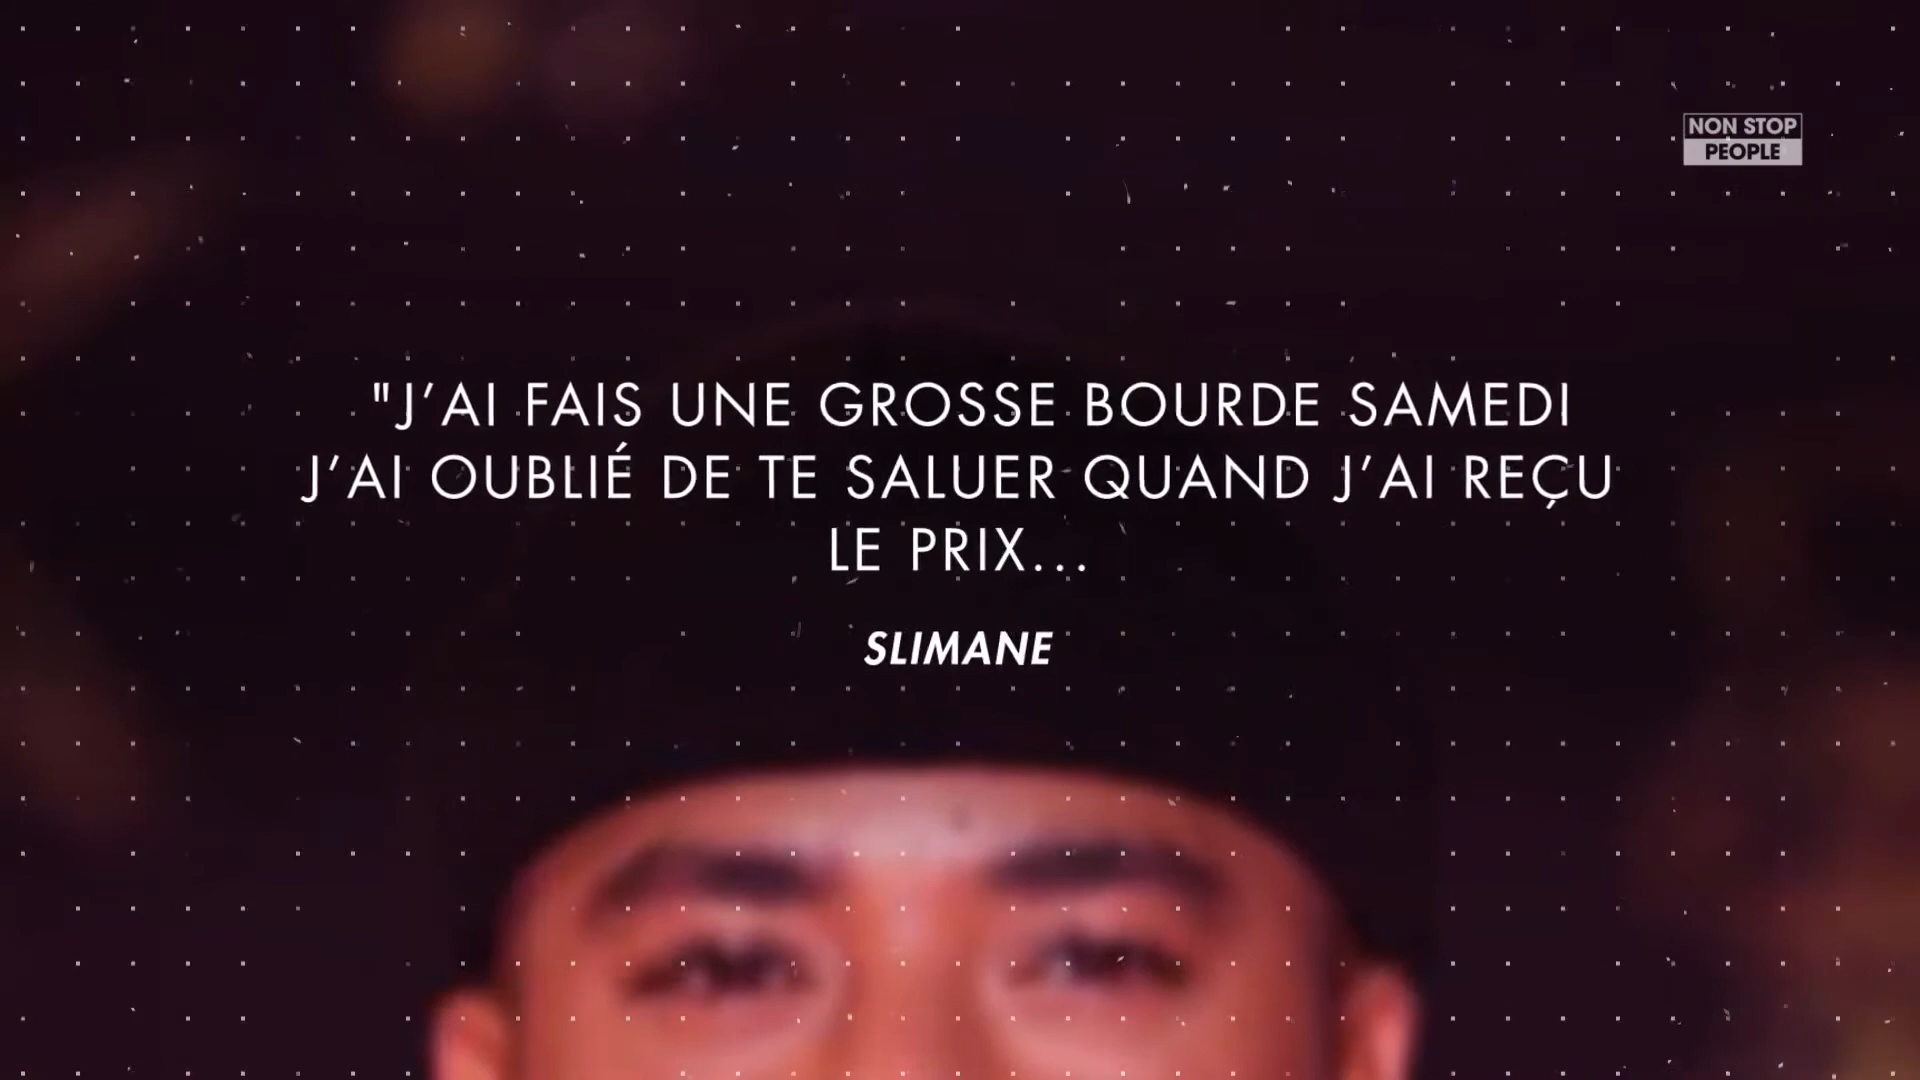 NON STOP
PEOPLE
"J’AI FAIS UNE GROSSE BOURDE SAMEDI
J’AI OUBLIÉ DE TE SALUER QUAND J’AI REÇU
LE PRIX...
SLIMANE